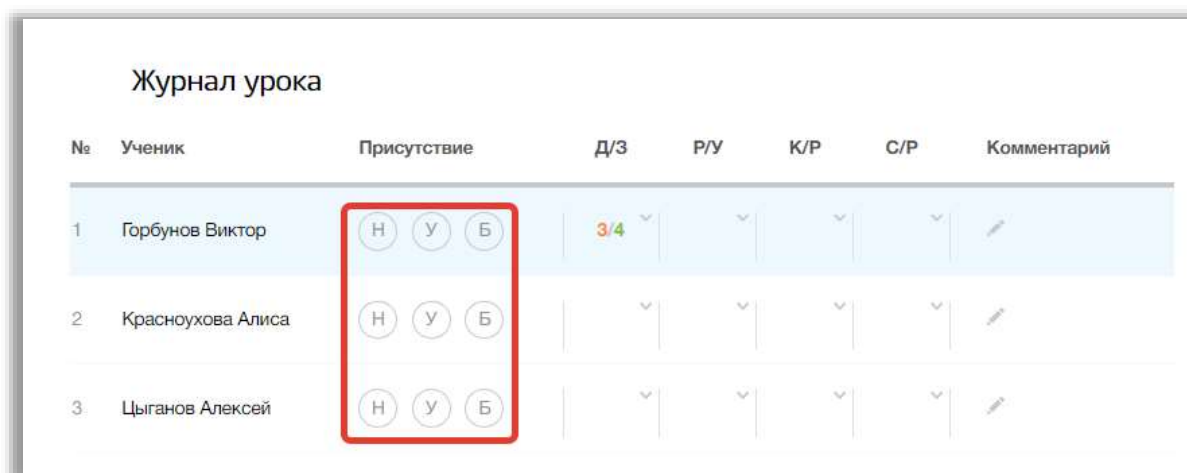 Журнал урока
№ Ученик Присутствие Д/З Р/У К/Р С/Р Комментарий
1 Горбунов Виктор Н У Б 3/4
2 Красноухова Алиса Н У Б
3 Цыганов Алексей Н У Б